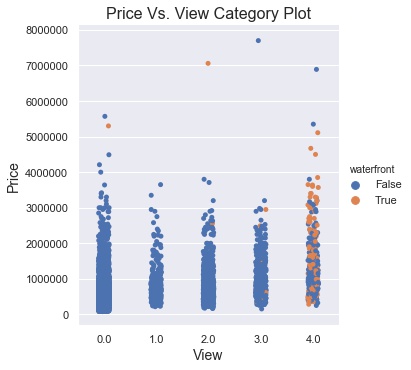 Price Vs. View Category Plot
8000000
7000000
6000000
5000000
4000000
3000000
2000000
1000000
0
Price
0.0 1.0 2.0 3.0 4.0
View
waterfront
False
True